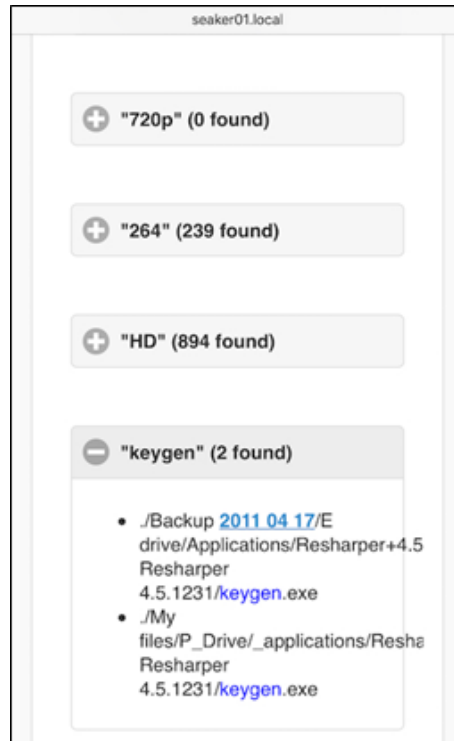 seaker01.local
"720p" (0 found)
"264" (239 found)
"HD" (894 found)
"keygen" (2 found)
./Backup 2011 04 17/E
drive/Applications/Resharper+4.5
Resharper
4.5.1231/keygen.exe
./My
files/P_Drive/_applications/Resha
Resharper
4.5.1231/keygen.exe